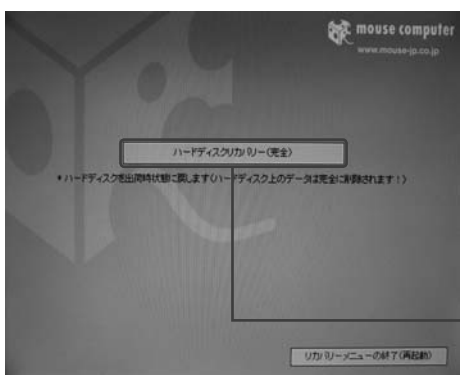 mouse computer
www.mouse-jp.co.jp
ハードディスクリカバリー(完全)
*ハードディスクを出荷時状態に戻します(ハードディスク上のデータは完全に削除されます!)
リカバリーメニューの終了(再起動)